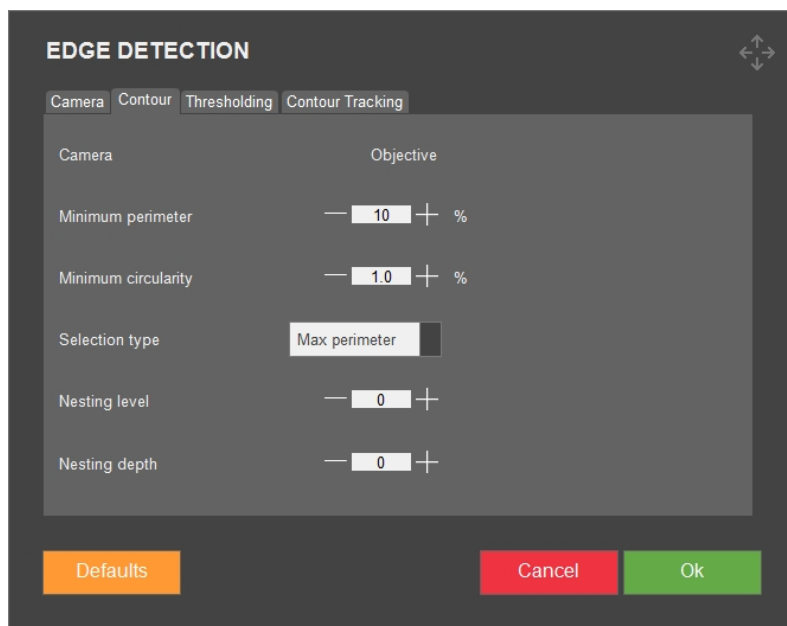 EDGE DETECTION
Camera Contour Thresholding Contour Tracking
Camera Objective
Minimum perimeter 10 %
Minimum circularity 1.0 %
Selection type Max perimeter
Nesting level 0
Nesting depth 0
Defaults Cancel Ok